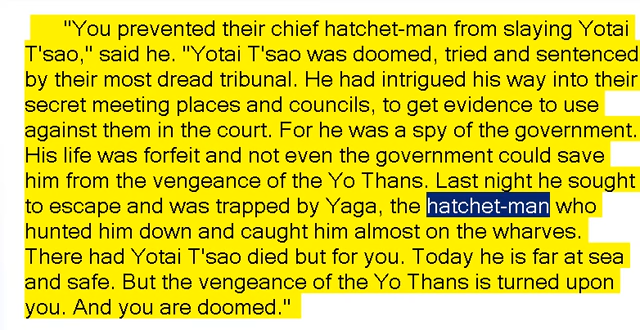 "You prevented their chief hatchet-man from slaying Yotai
T'sao," said he. "Yotai T'sao was doomed, tried and sentenced
by their most dread tribunal. He had intrigued his way into their
secret meeting places and councils, to get evidence to use
against them in the court. For he was a spy of the government.
His life was forfeit and not even the government could save
him from the vengeance of the Yo Thans. Last night he sought
to escape and was trapped by Yaga, the hatchet-man who
hunted him down and caught him almost on the wharves.
There had Yotai T'sao died but for you. Today he is far at sea
and safe. But the vengeance of the Yo Thans is turned upon
you. And you are doomed."